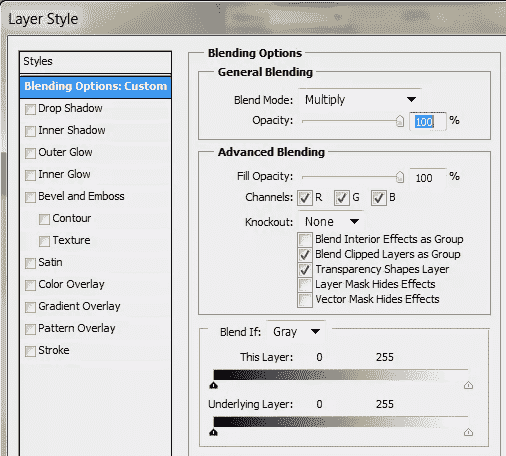 Layer Style
Styles
Blending Options: Custom
Drop Shadow
Inner Shadow
Outer Glow
Inner Glow
Bevel and Emboss
Contour
Texture
Satin
Color Overlay
Gradient Overlay
Pattern Overlay
Stroke
Blending Options
General Blending
Blend Mode: Multiply
Opacity: 100 %
Advanced Blending
Fill Opacity: 100 %
Channels: R G B
Knockout: None
Blend Interior Effects as Group
Blend Clipped Layers as Group
Transparency Shapes Layer
Layer Mask Hides Effects
Vector Mask Hides Effects
Blend If: Gray
This Layer: 0 255
Underlying Layer: 0 255